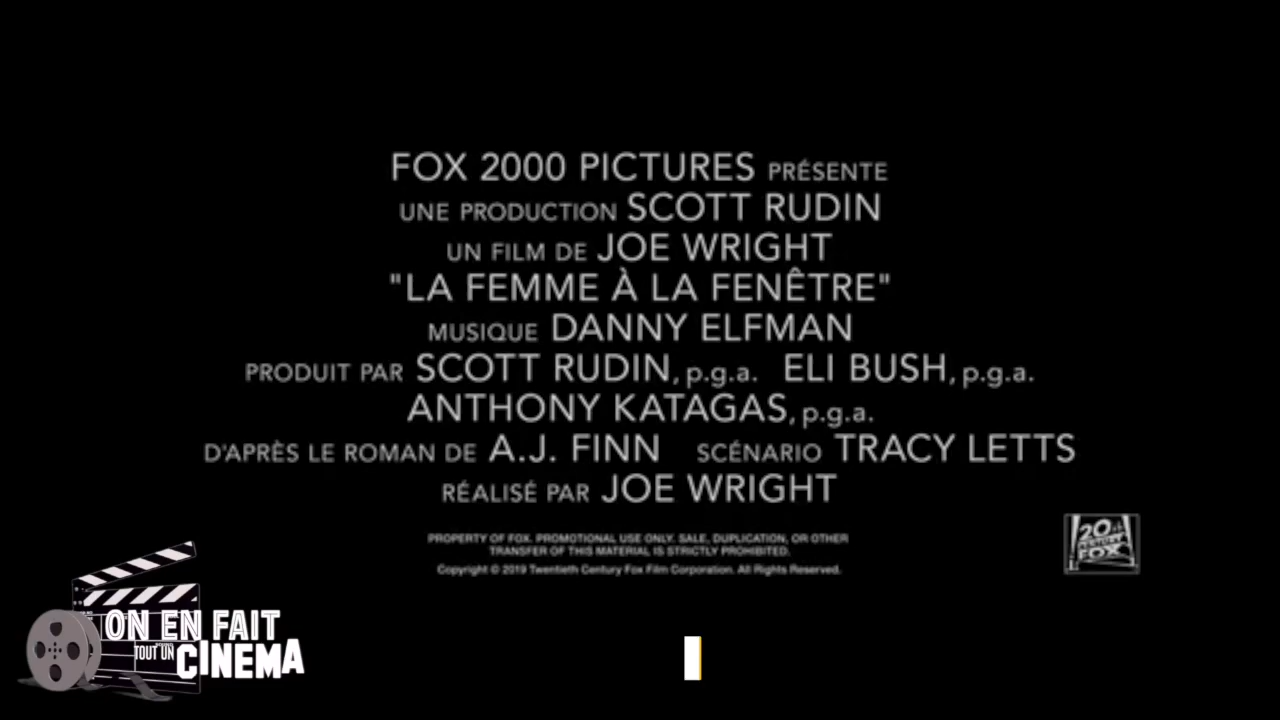 FOX 2000 PICTURES PRÉSENTE
UNE PRODUCTION SCOTT RUDIN
UN FILM DE JOE WRIGHT
"LA FEMME À LA FENÊTRE"
MUSIQUE DANNY ELFMAN
PRODUIT PAR SCOTT RUDIN, p.g.a. ELI BUSH, p.g.a.
ANTHONY KATAGAS, p.g.a.
D'APRÈS LE ROMAN DE A.J. FINN SCÉNARIO TRACY LETTS
RÉALISÉ PAR JOE WRIGHT
PROPERTY OF FOX. PROMOTIONAL USE ONLY. SALE, DUPLICATION, OR OTHER
TRANSFER OF THIS MATERIAL IS STRICTLY PROHIBITED.
Copyright © 2019 Twentieth Century Fox Film Corporation. All Rights Reserved.
20th
CENTURY
FOX
ON EN FAIT
TOUT UN CINEMA